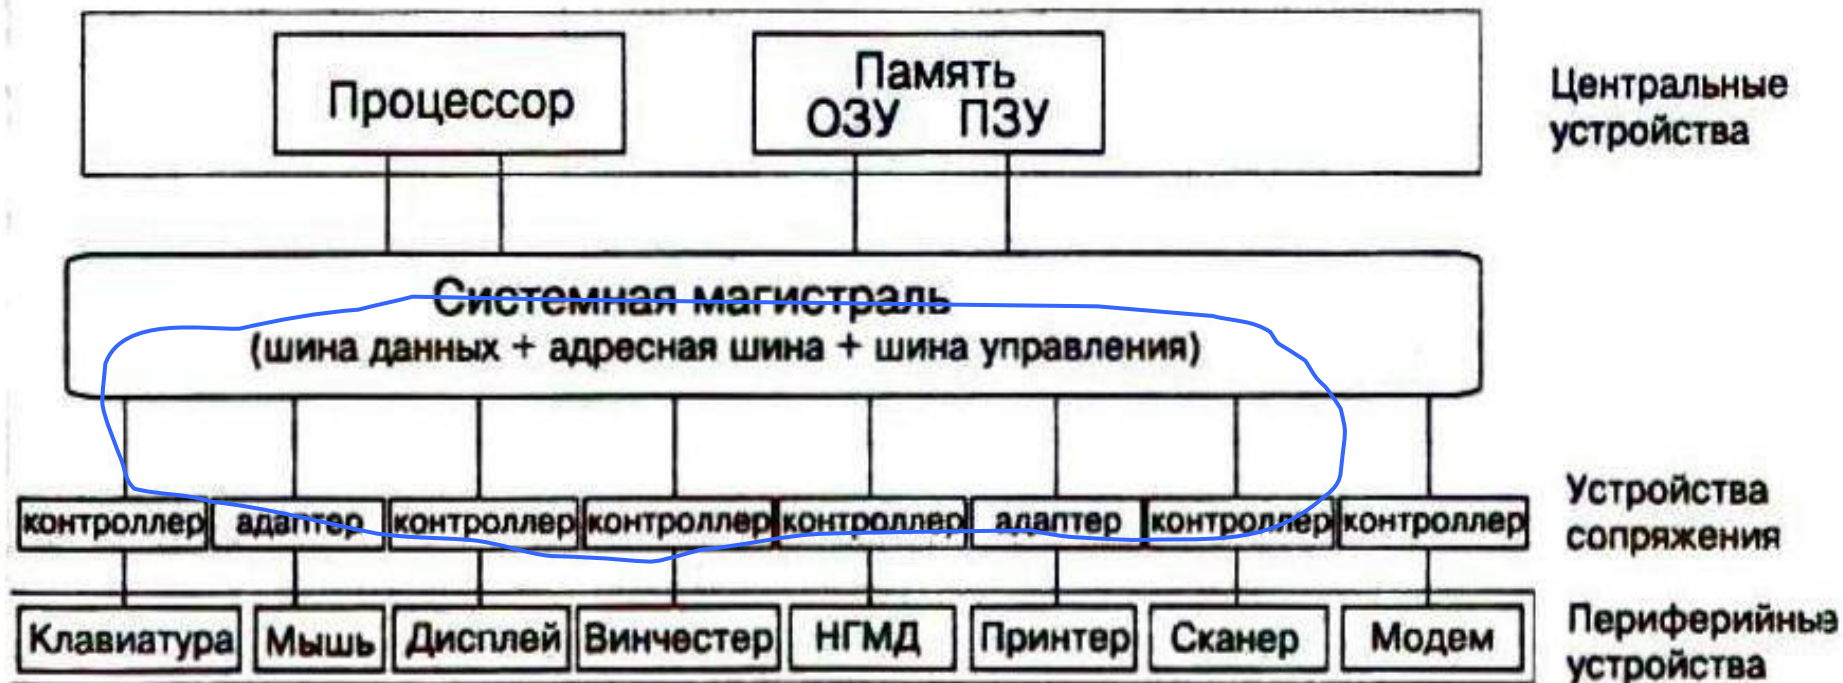 Процессор
Память
ОЗУ ПЗУ
Центральные
устройства
Системная магистраль
(шина данных + адресная шина + шина управления)
контроллер адаптер контроллер контроллер контроллер адаптер контроллер контроллер
Устройства
сопряжения
Клавиатура Мышь Дисплей Винчестер НГМД Принтер Сканер Модем
Периферийные
устройства